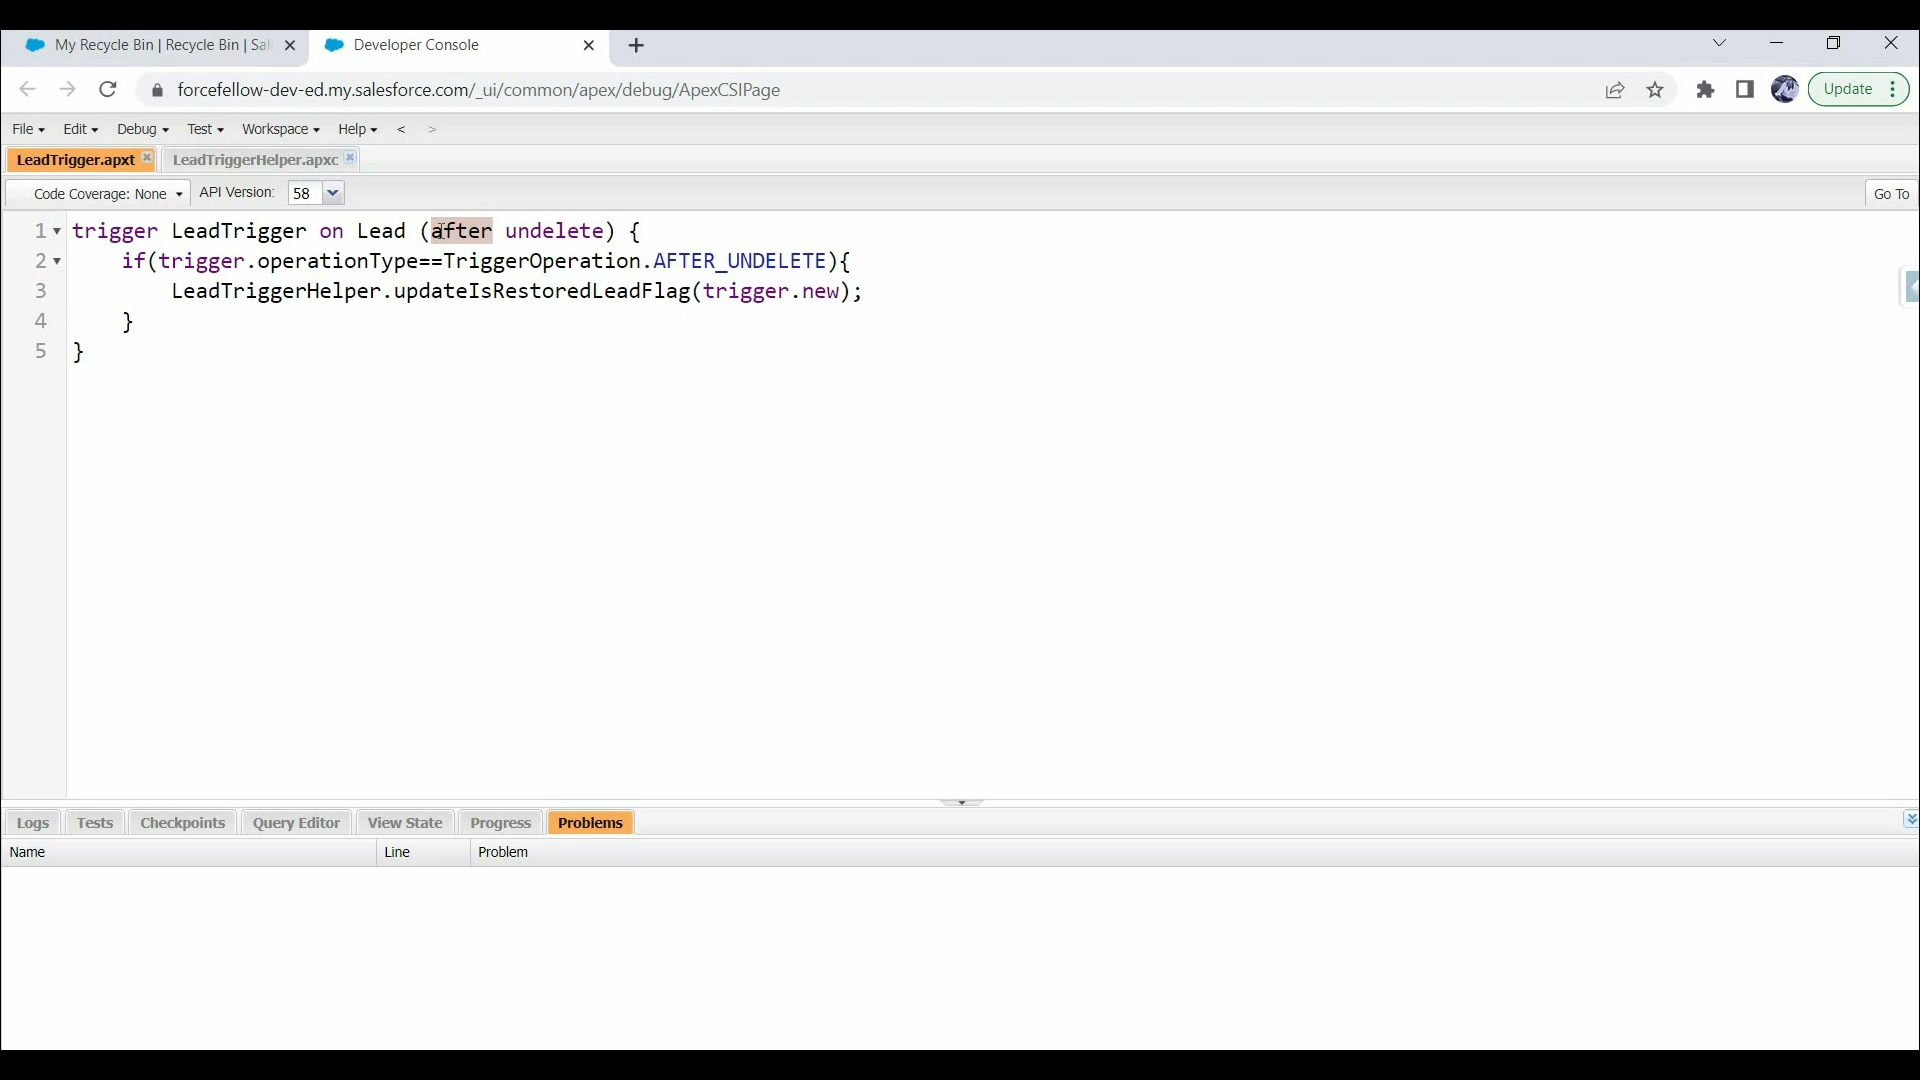 My Recycle Bin | Recycle Bin | Sal
Developer Console
forcefellow-dev-ed.my.salesforce.com/_ui/common/apex/debug/ApexCSIPage
Update
File Edit Debug Test Workspace Help < >
LeadTrigger.apxt LeadTriggerHelper.apxc
Code Coverage: None API Version: 58 Go To
1 trigger LeadTrigger on Lead (after undelete) {
2 if(trigger.operationType==TriggerOperation.AFTER_UNDELETE){
3 LeadTriggerHelper.updateIsRestoredLeadFlag(trigger.new);
4 }
5 }
Logs Tests Checkpoints Query Editor View State Progress Problems
Name Line Problem